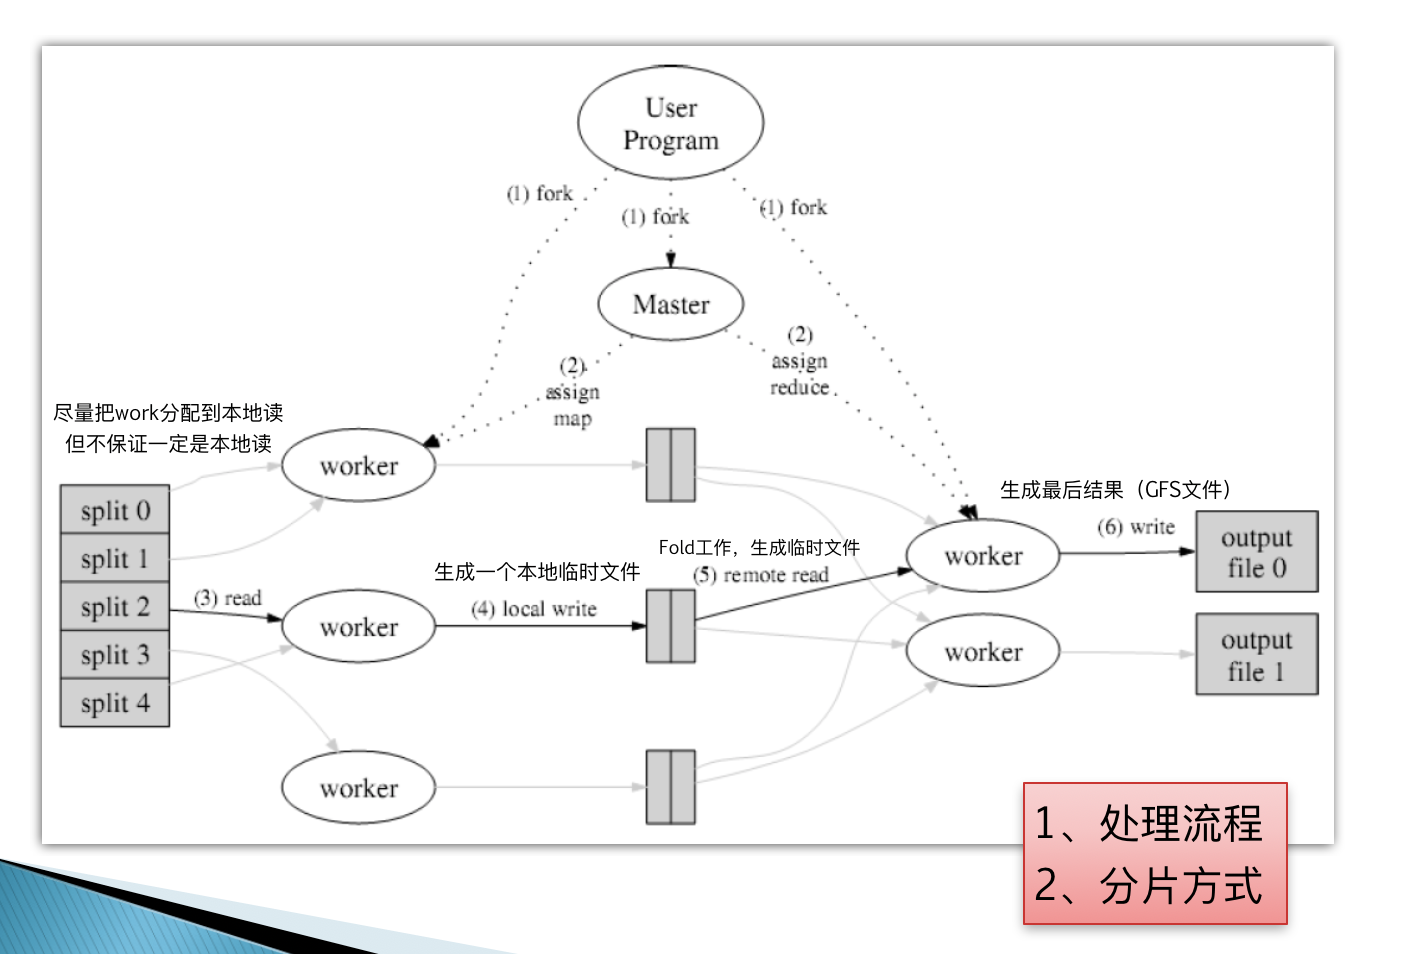 User
Program
(1) fork
(1) fork
(1) fork
Master
(2)
assign
map
(2)
assign
reduce
尽量把work分配到本地读
但不保证一定是本地读
worker
split 0
split 1
split 2
split 3
split 4
(3) read
worker
生成一个本地临时文件
(4) local write
Fold工作，生成临时文件
(5) remote read
worker
生成最后结果（GFS文件）
(6) write
output
file 0
worker
output
file 1
worker
1、处理流程
2、分片方式